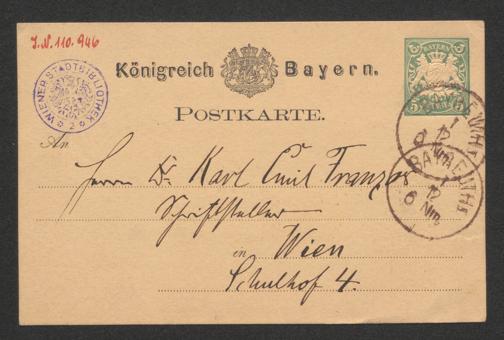 J.N. 110.946
WIENER STADTBIBLIOTHEK
Königreich Bayern.
BAYERN
POSTKARTE.
An
Herrn Dr. Karl Emil Franzos
Schriftsteller
in Wien
Schulhof 4.
BAYREUTH
6 Nm